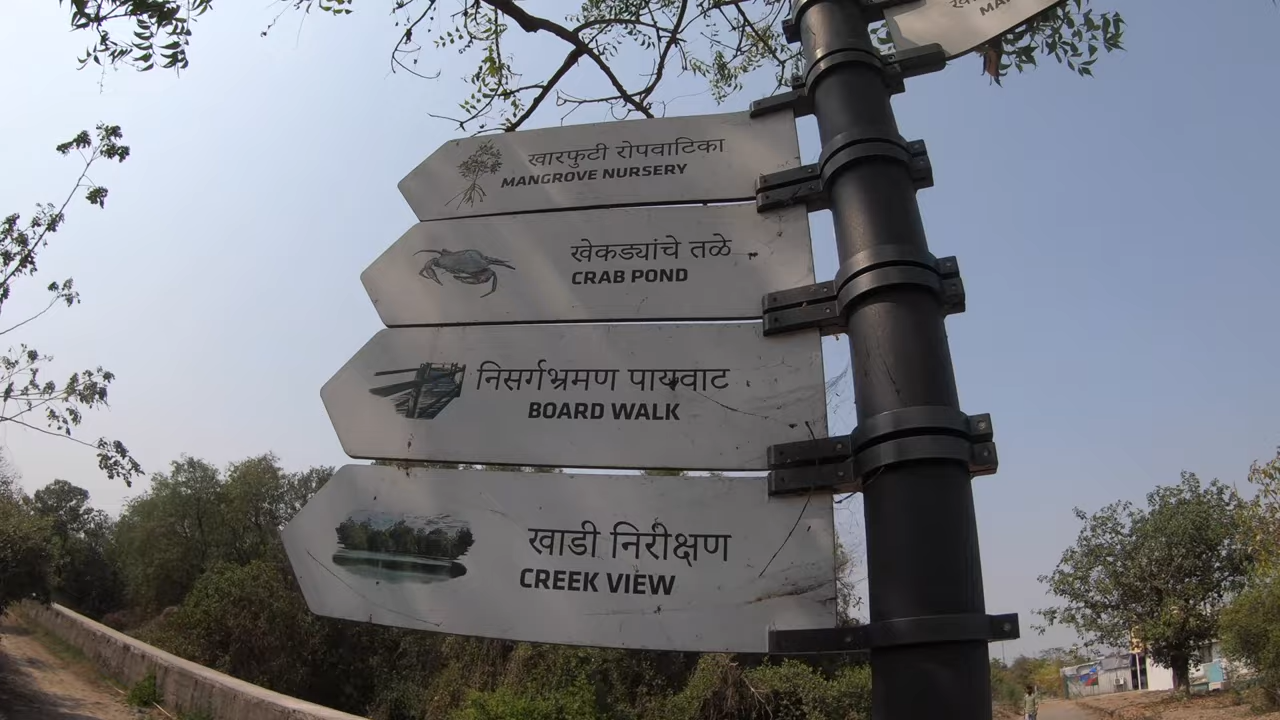 खारफुटी रोपवाटिका
MANGROVE NURSERY
खेकड्यांचे तळे
CRAB POND
निसर्गभ्रमण पायवाट
BOARD WALK
खाडी निरीक्षण
CREEK VIEW